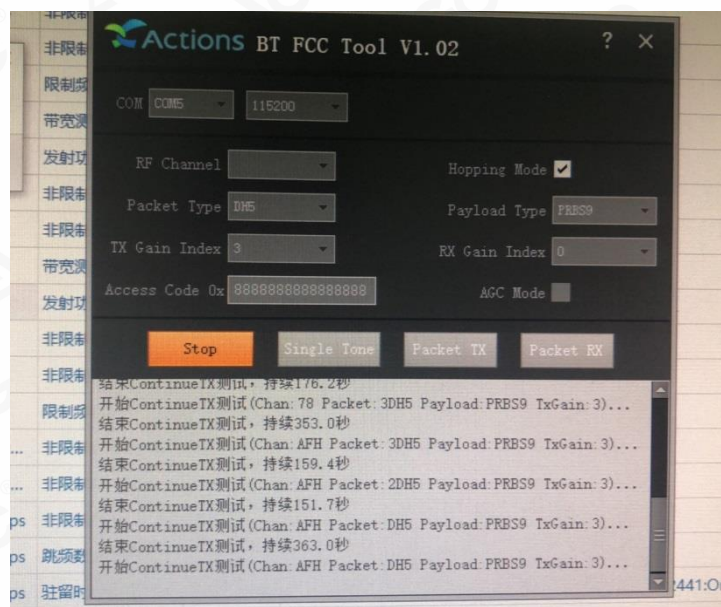 非限制
非限制
限制频
带宽测
发射功
非限制
非限制
带宽测
发射功
非限制
非限制
限制频
... 非限制
... 非限制
ps 非限制
ps 跳频数
ps 驻留时
Actions BT FCC Tool V1.02 ? ×
COM COM5 115200
RF Channel Hopping Mode
Packet Type DH5 Payload Type PRBS9
TX Gain Index 3 RX Gain Index 0
Access Code 0x 8888888888888888 AGC Mode
Stop Single Tone Packet TX Packet RX
结束ContinueTX测试，持续176.2秒
开始ContinueTX测试(Chan:78 Packet:3DH5 Payload:PRBS9 TxGain:3)...
结束ContinueTX测试，持续353.0秒
开始ContinueTX测试(Chan:AFH Packet:3DH5 Payload:PRBS9 TxGain:3)...
结束ContinueTX测试，持续159.4秒
开始ContinueTX测试(Chan:AFH Packet:2DH5 Payload:PRBS9 TxGain:3)...
结束ContinueTX测试，持续151.7秒
开始ContinueTX测试(Chan:AFH Packet:DH5 Payload:PRBS9 TxGain:3)...
结束ContinueTX测试，持续363.0秒
开始ContinueTX测试(Chan:AFH Packet:DH5 Payload:PRBS9 TxGain:3)...